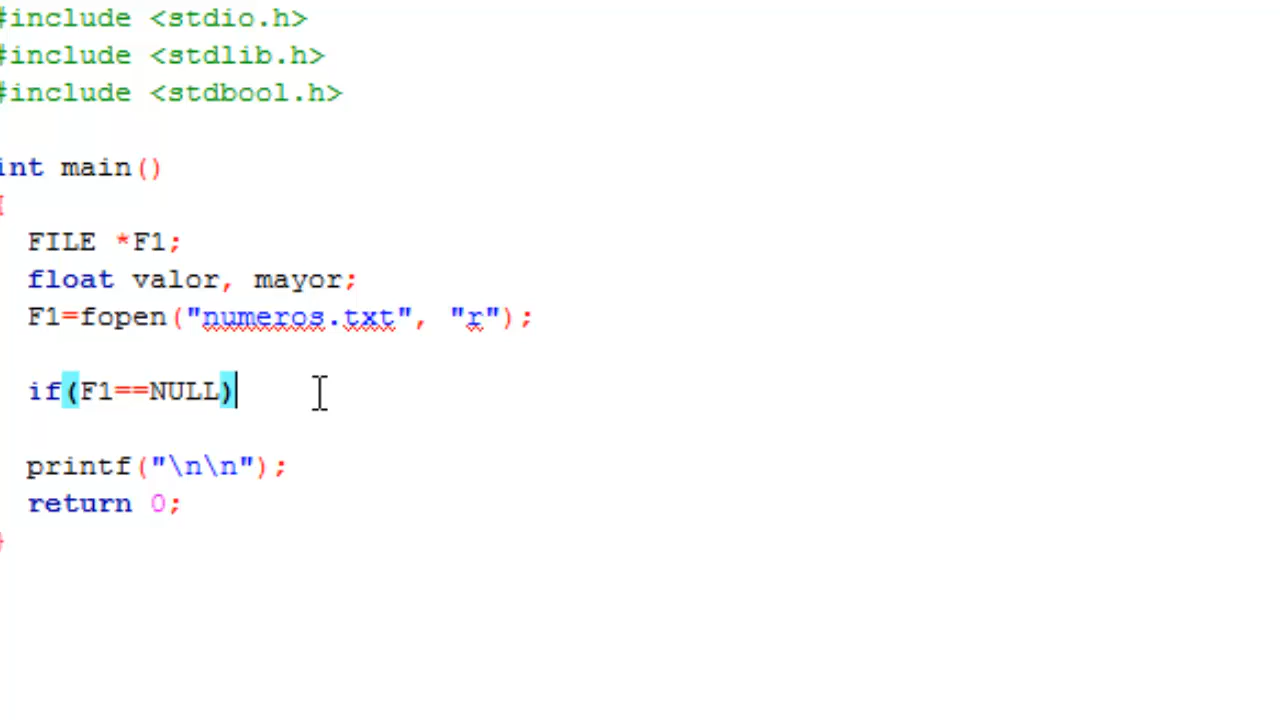 #include <stdio.h>
#include <stdlib.h>
#include <stdbool.h>
int main()
{
FILE *F1;
float valor, mayor;
F1=fopen("numeros.txt", "r");
if(F1==NULL)
printf("\n\n");
return 0;
}